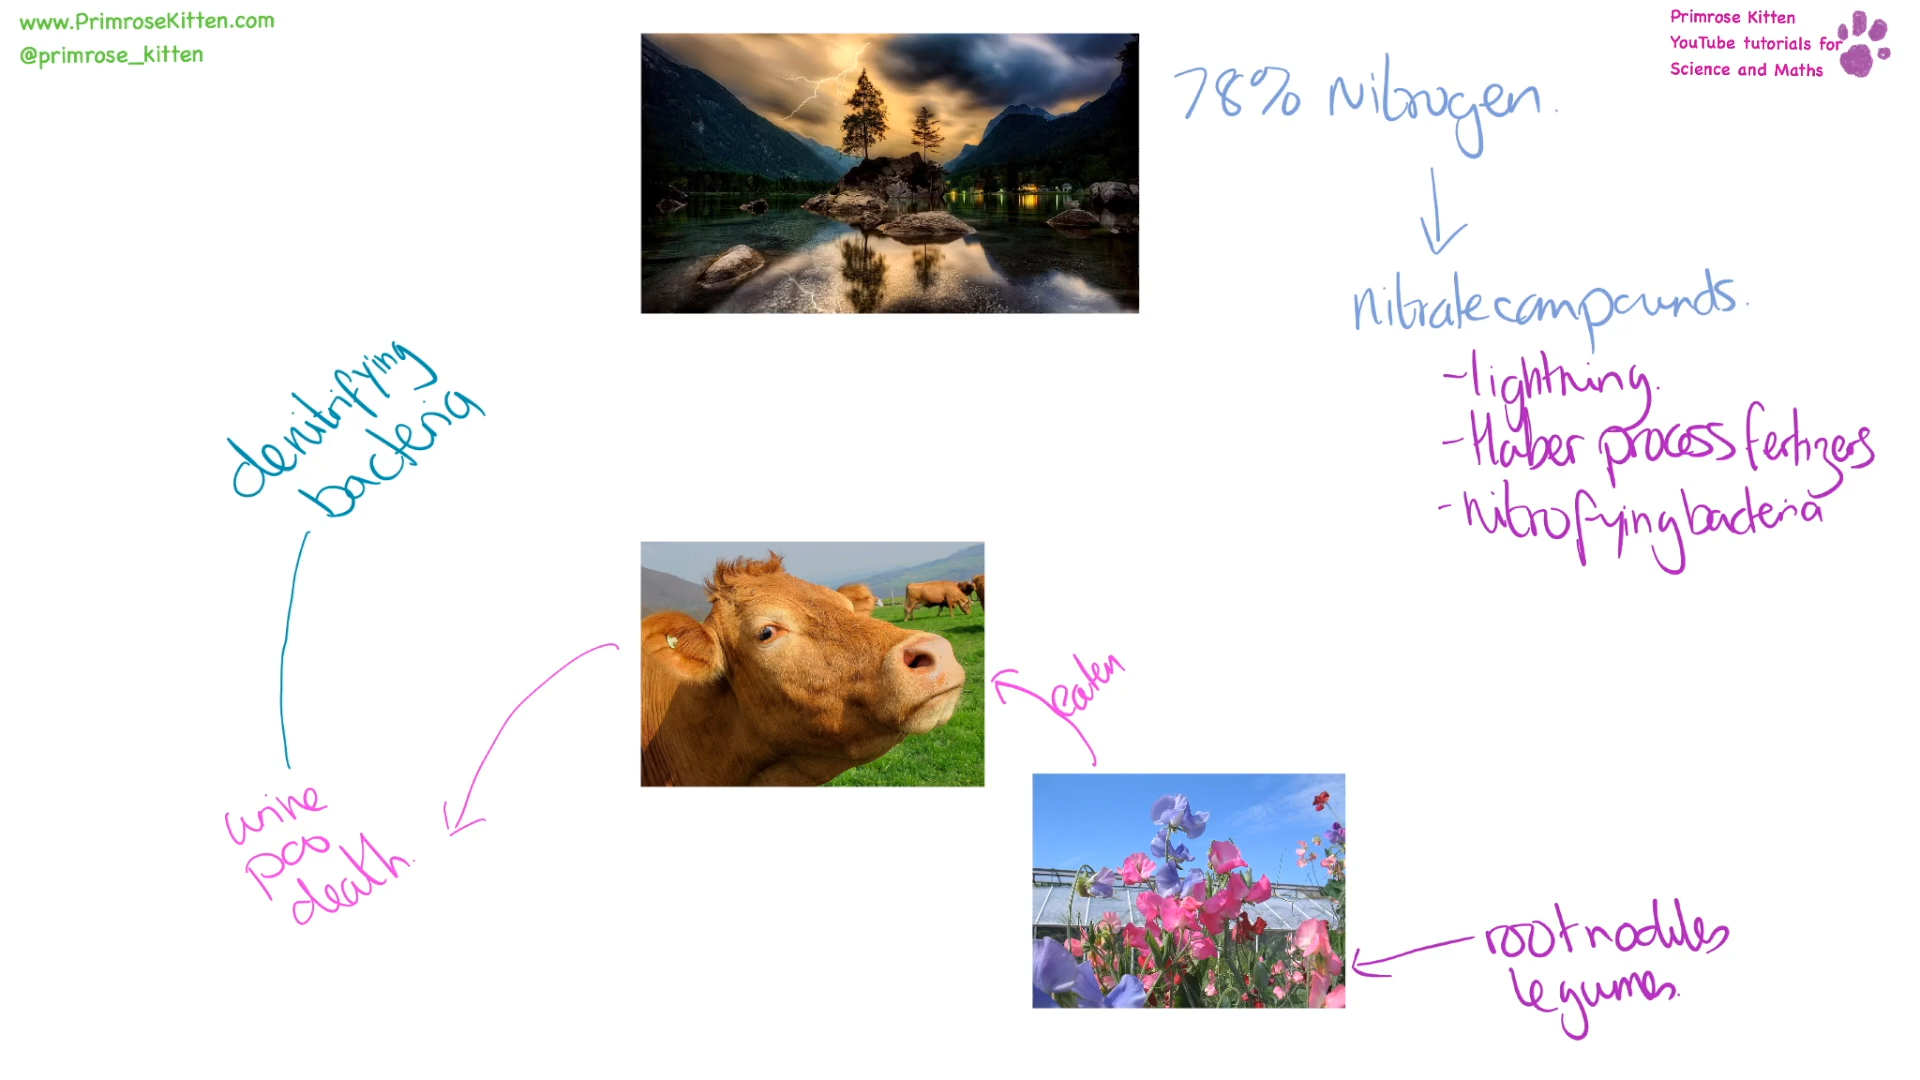 www.PrimroseKitten.com
@primrose_kitten
Primrose Kitten
YouTube tutorials for
Science and Maths
78% Nitrogen.
nitrate compounds.
-lightning.
-Haber process fertizers
-nitrofying bacteria
denitrifying
bacteria
eaten
urine
poo
death.
root nodules
legumes.